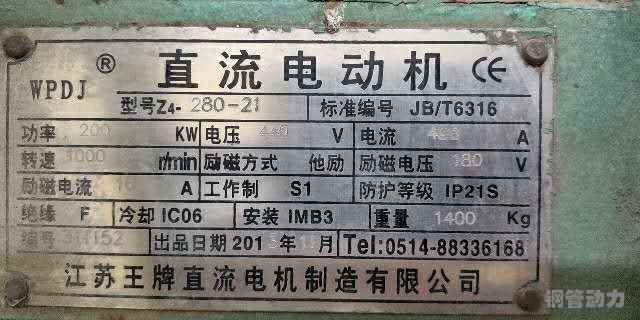 WPDJ ® 直流电动机 CE
型号Z4-280-21 标准编号 JB/T6316
功率 200 KW 电压 440 V 电流 A
转速 1000 r/min 励磁方式 他励 励磁电压 180 V
励磁电流 16 A 工作制 S1 防护等级 IP21S
绝缘 F 冷却 IC06 安装 IMB3 重量 1400 Kg
编号 出品日期 201 年11月 Tel:0514-88336168
江苏王牌直流电机制造有限公司
钢管动力